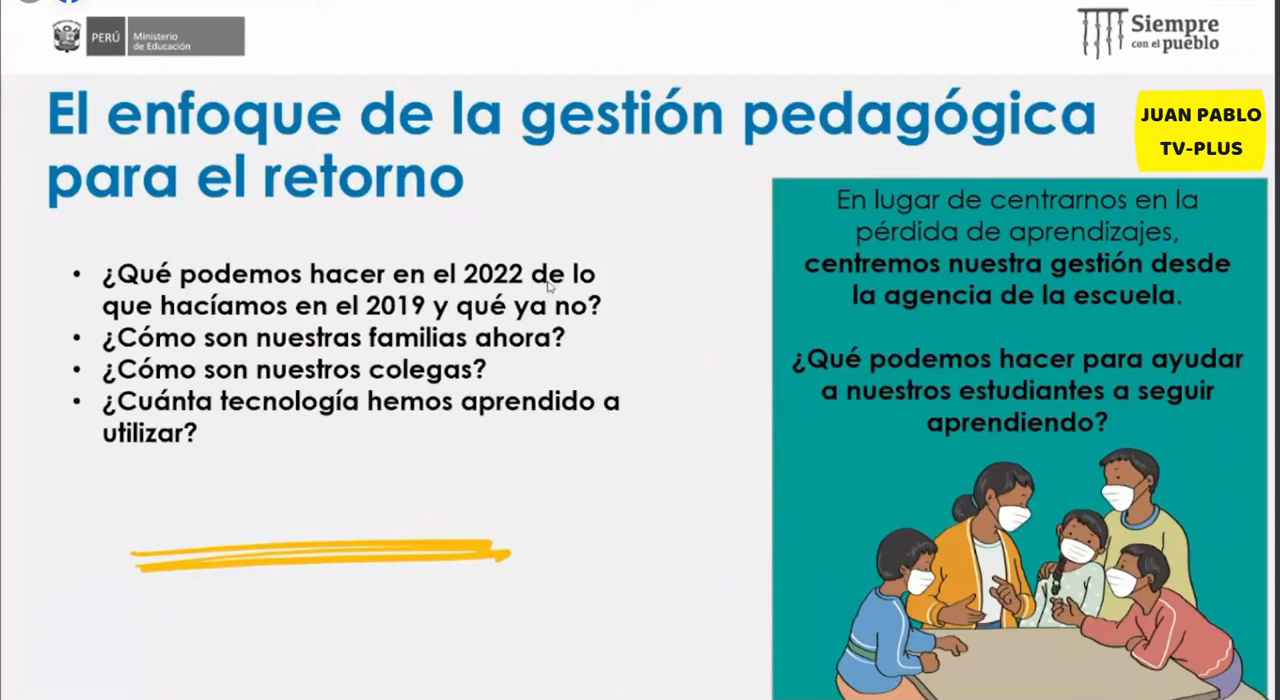 PERÚ
Ministerio
de Educación
Siempre
con el pueblo
El enfoque de la gestión pedagógica
para el retorno
JUAN PABLO
TV-PLUS
• ¿Qué podemos hacer en el 2022 de lo
que hacíamos en el 2019 y qué ya no?
• ¿Cómo son nuestras familias ahora?
• ¿Cómo son nuestros colegas?
• ¿Cuánta tecnología hemos aprendido a
utilizar?
En lugar de centrarnos en la
pérdida de aprendizajes,
centremos nuestra gestión desde
la agencia de la escuela.
¿Qué podemos hacer para ayudar
a nuestros estudiantes a seguir
aprendiendo?